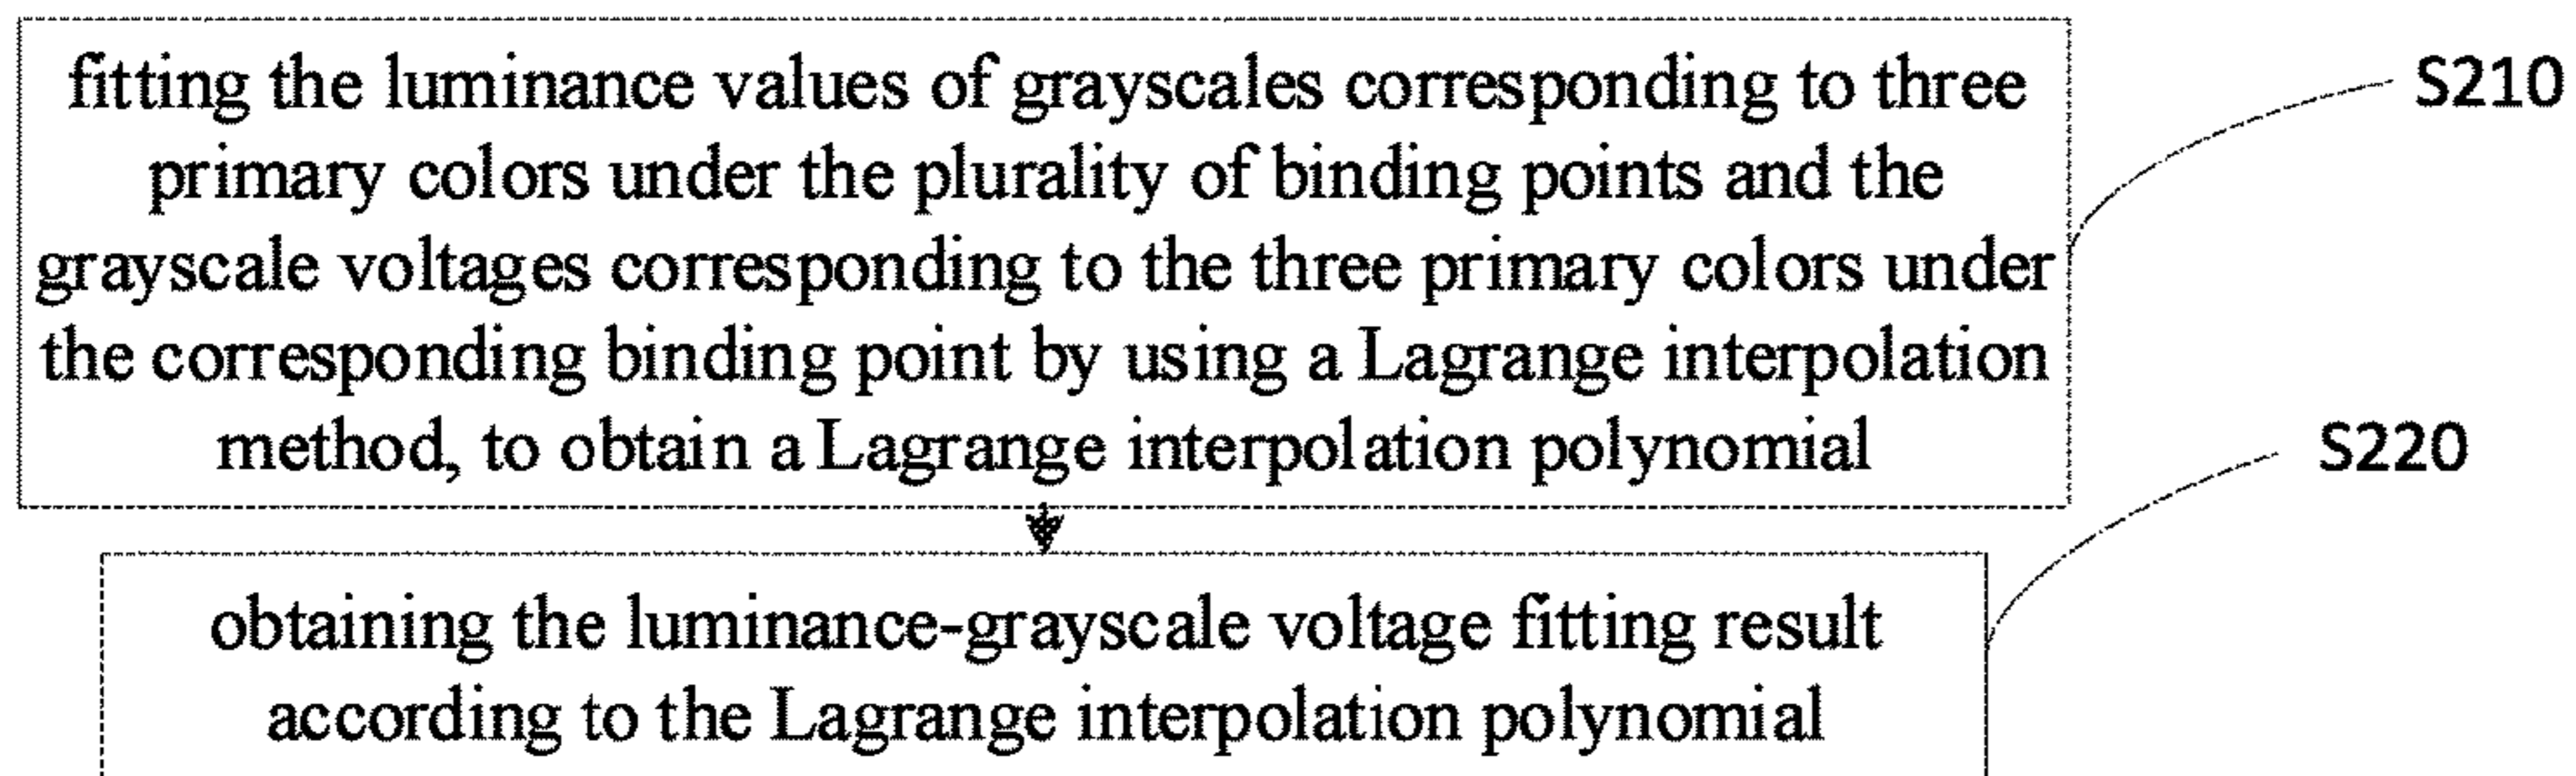 fitting the luminance values of grayscales corresponding to three
primary colors under the plurality of binding points and the
grayscale voltages corresponding to the three primary colors under
the corresponding binding point by using a Lagrange interpolation
method, to obtain a Lagrange interpolation polynomial
S210
obtaining the luminance-grayscale voltage fitting result
according to the Lagrange interpolation polynomial
S220